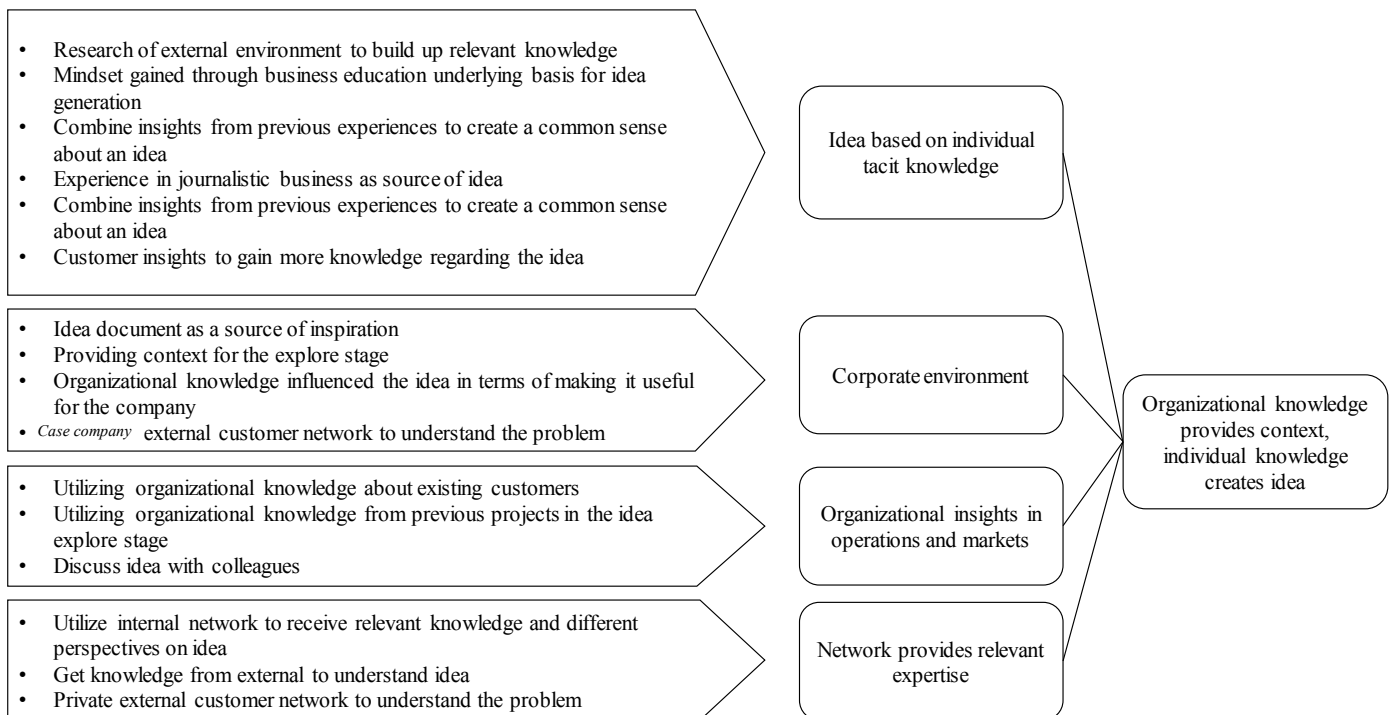 • Research of external environment to build up relevant knowledge
• Mindset gained through business education underlying basis for idea
generation
• Combine insights from previous experiences to create a common sense
about an idea
• Experience in journalistic business as source of idea
• Combine insights from previous experiences to create a common sense
about an idea
• Customer insights to gain more knowledge regarding the idea
Idea based on individual
tacit knowledge
• Idea document as a source of inspiration
• Providing context for the explore stage
• Organizational knowledge influenced the idea in terms of making it useful
for the company
• Case company external customer network to understand the problem
Corporate environment
• Utilizing organizational knowledge about existing customers
• Utilizing organizational knowledge from previous projects in the idea
explore stage
• Discuss idea with colleagues
Organizational insights in
operations and markets
• Utilize internal network to receive relevant knowledge and different
perspectives on idea
• Get knowledge from external to understand idea
• Private external customer network to understand the problem
Network provides relevant
expertise
Organizational knowledge
provides context,
individual knowledge
creates idea